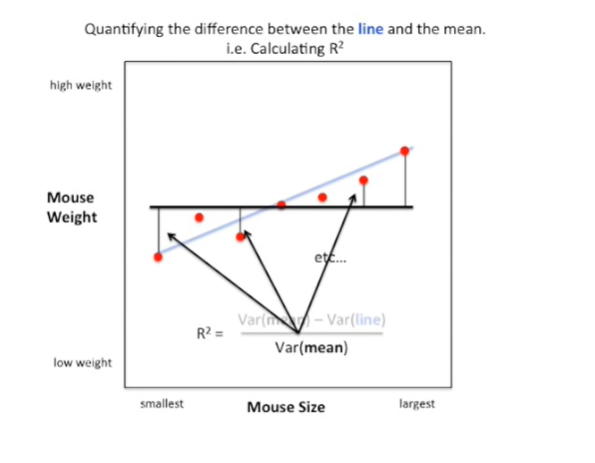 Quantifying the difference between the line and the mean.
i.e. Calculating R²
high weight
Mouse
Weight
etc...
R² =
Var(mean) – Var(line)
Var(mean)
low weight
smallest
Mouse Size
largest